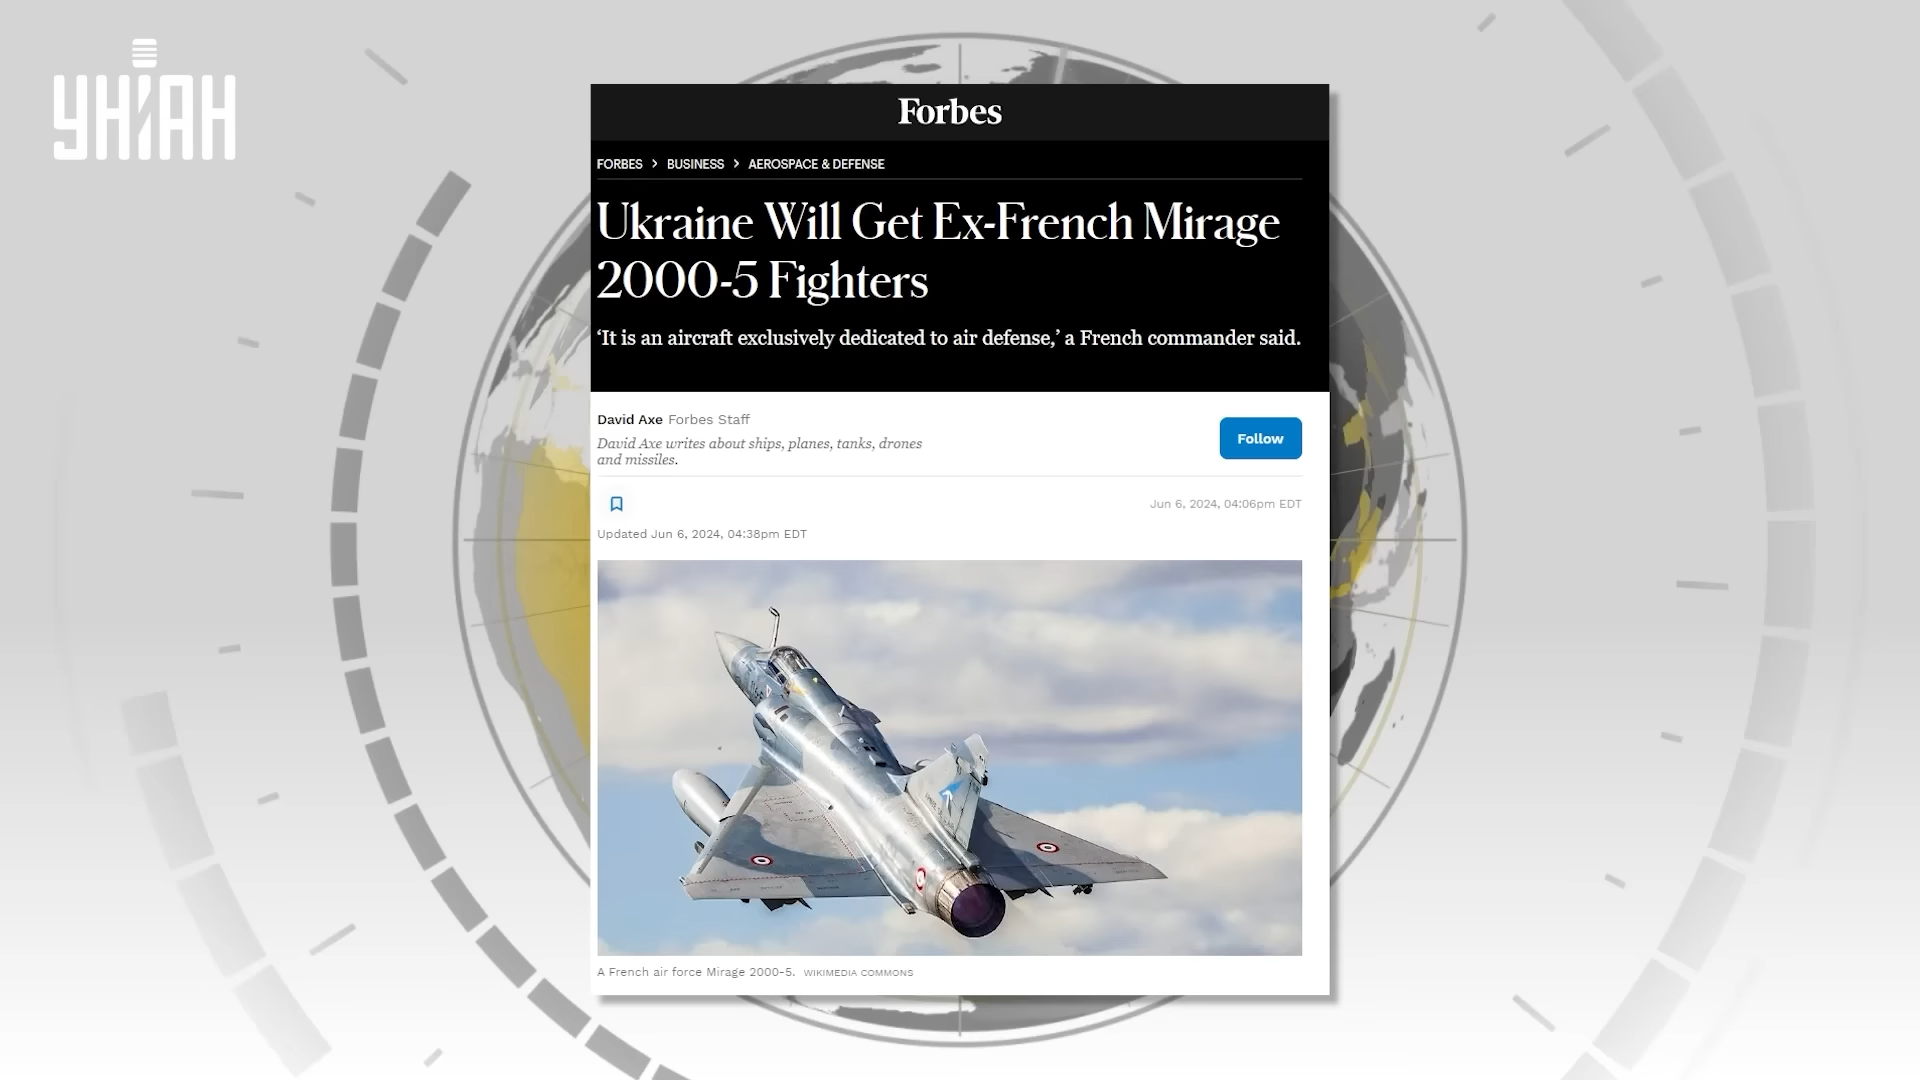 УНІАН
Forbes
FORBES > BUSINESS > AEROSPACE & DEFENSE
Ukraine Will Get Ex-French Mirage
2000-5 Fighters
‘It is an aircraft exclusively dedicated to air defense,’ a French commander said.
David Axe Forbes Staff
David Axe writes about ships, planes, tanks, drones
and missiles.
Follow
Jun 6, 2024, 04:06pm EDT
Updated Jun 6, 2024, 04:38pm EDT
A French air force Mirage 2000-5. WIKIMEDIA COMMONS